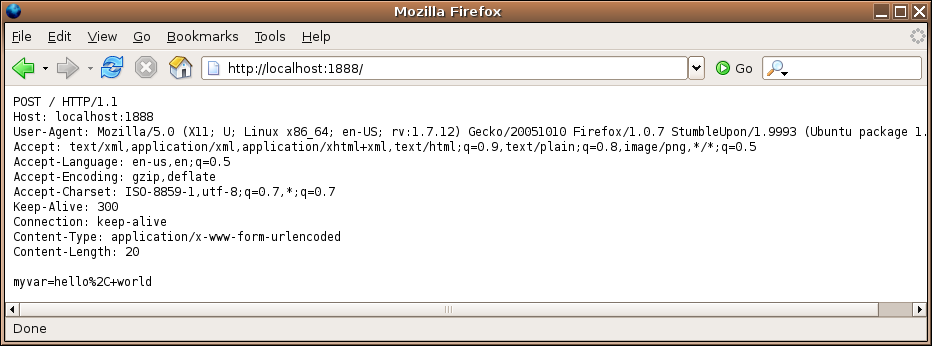 Mozilla Firefox
File Edit View Go Bookmarks Tools Help
http://localhost:1888/ Go
POST / HTTP/1.1
Host: localhost:1888
User-Agent: Mozilla/5.0 (X11; U; Linux x86_64; en-US; rv:1.7.12) Gecko/20051010 Firefox/1.0.7 StumbleUpon/1.9993 (Ubuntu package 1.
Accept: text/xml,application/xml,application/xhtml+xml,text/html;q=0.9,text/plain;q=0.8,image/png,*/*;q=0.5
Accept-Language: en-us,en;q=0.5
Accept-Encoding: gzip,deflate
Accept-Charset: ISO-8859-1,utf-8;q=0.7,*;q=0.7
Keep-Alive: 300
Connection: keep-alive
Content-Type: application/x-www-form-urlencoded
Content-Length: 20
myvar=hello%2C+world
Done